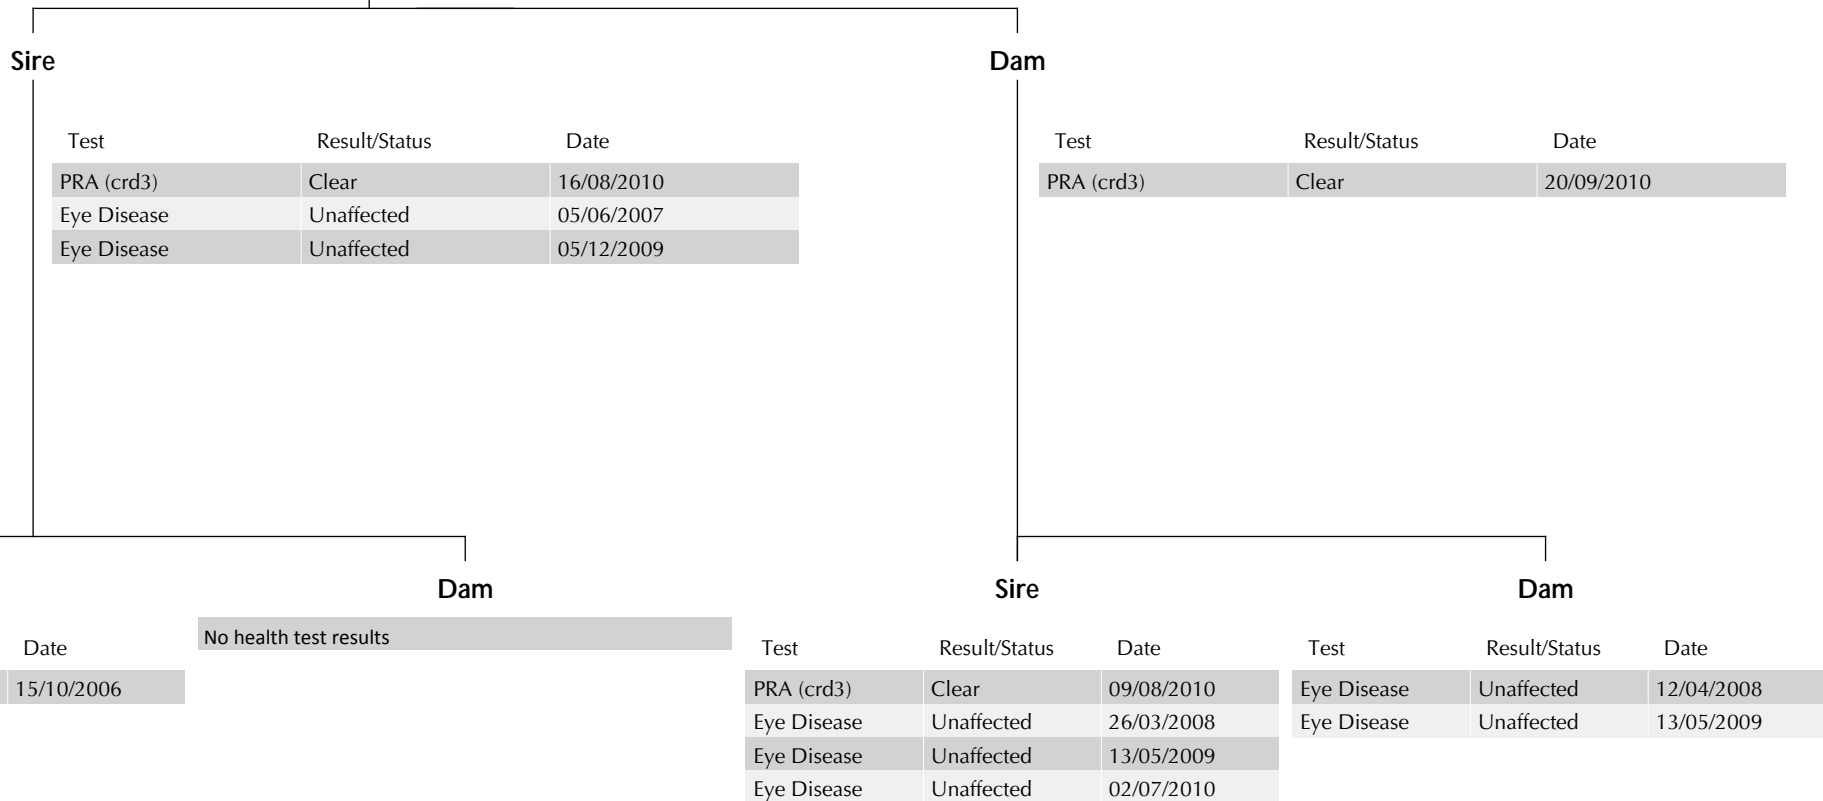 Sire
Dam
Test Result/Status Date
PRA (crd3) Clear 16/08/2010
Eye Disease Unaffected 05/06/2007
Eye Disease Unaffected 05/12/2009
Test Result/Status Date
PRA (crd3) Clear 20/09/2010
Date
15/10/2006
Dam
No health test results
Sire
Test Result/Status Date
PRA (crd3) Clear 09/08/2010
Eye Disease Unaffected 26/03/2008
Eye Disease Unaffected 13/05/2009
Eye Disease Unaffected 02/07/2010
Dam
Test Result/Status Date
Eye Disease Unaffected 12/04/2008
Eye Disease Unaffected 13/05/2009